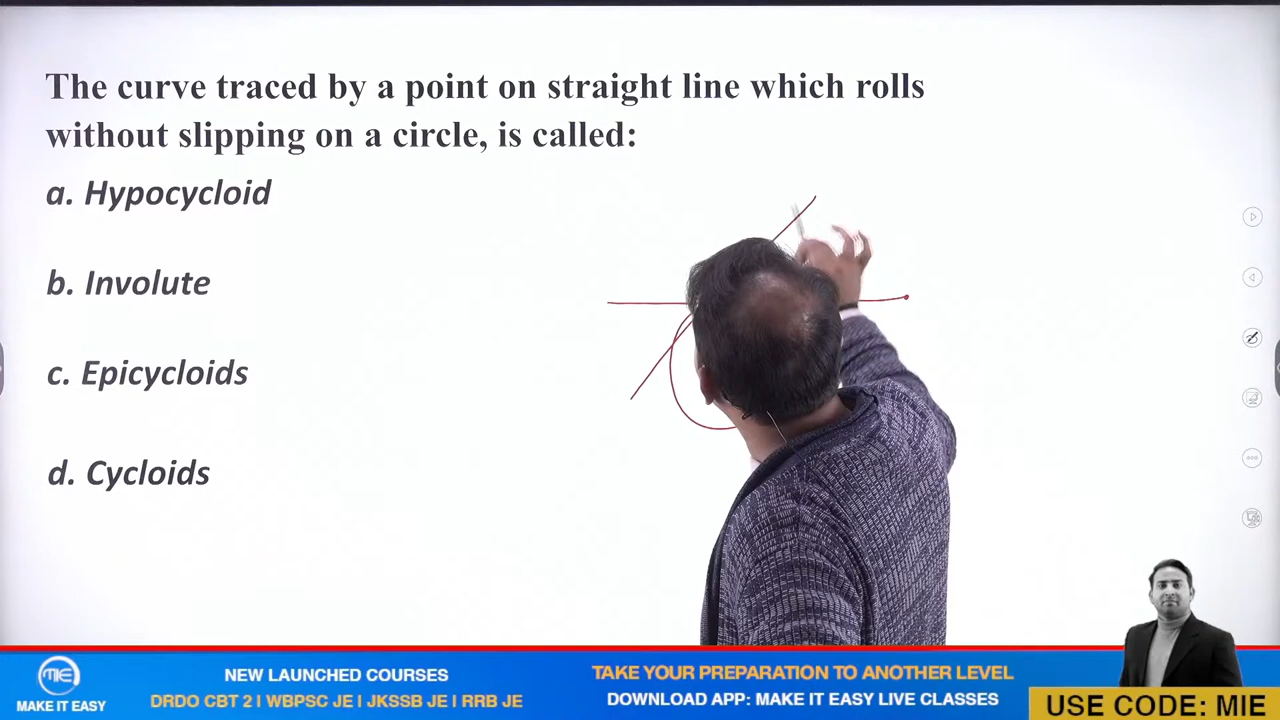 The curve traced by a point on straight line which rolls
without slipping on a circle, is called:
a. Hypocycloid
b. Involute
c. Epicycloids
d. Cycloids
MIE
MAKE IT EASY
NEW LAUNCHED COURSES
DRDO CBT 2 I WBPSC JE I JKSSB JE I RRB JE
TAKE YOUR PREPARATION TO ANOTHER LEVEL
DOWNLOAD APP: MAKE IT EASY LIVE CLASSES
USE CODE: MIE